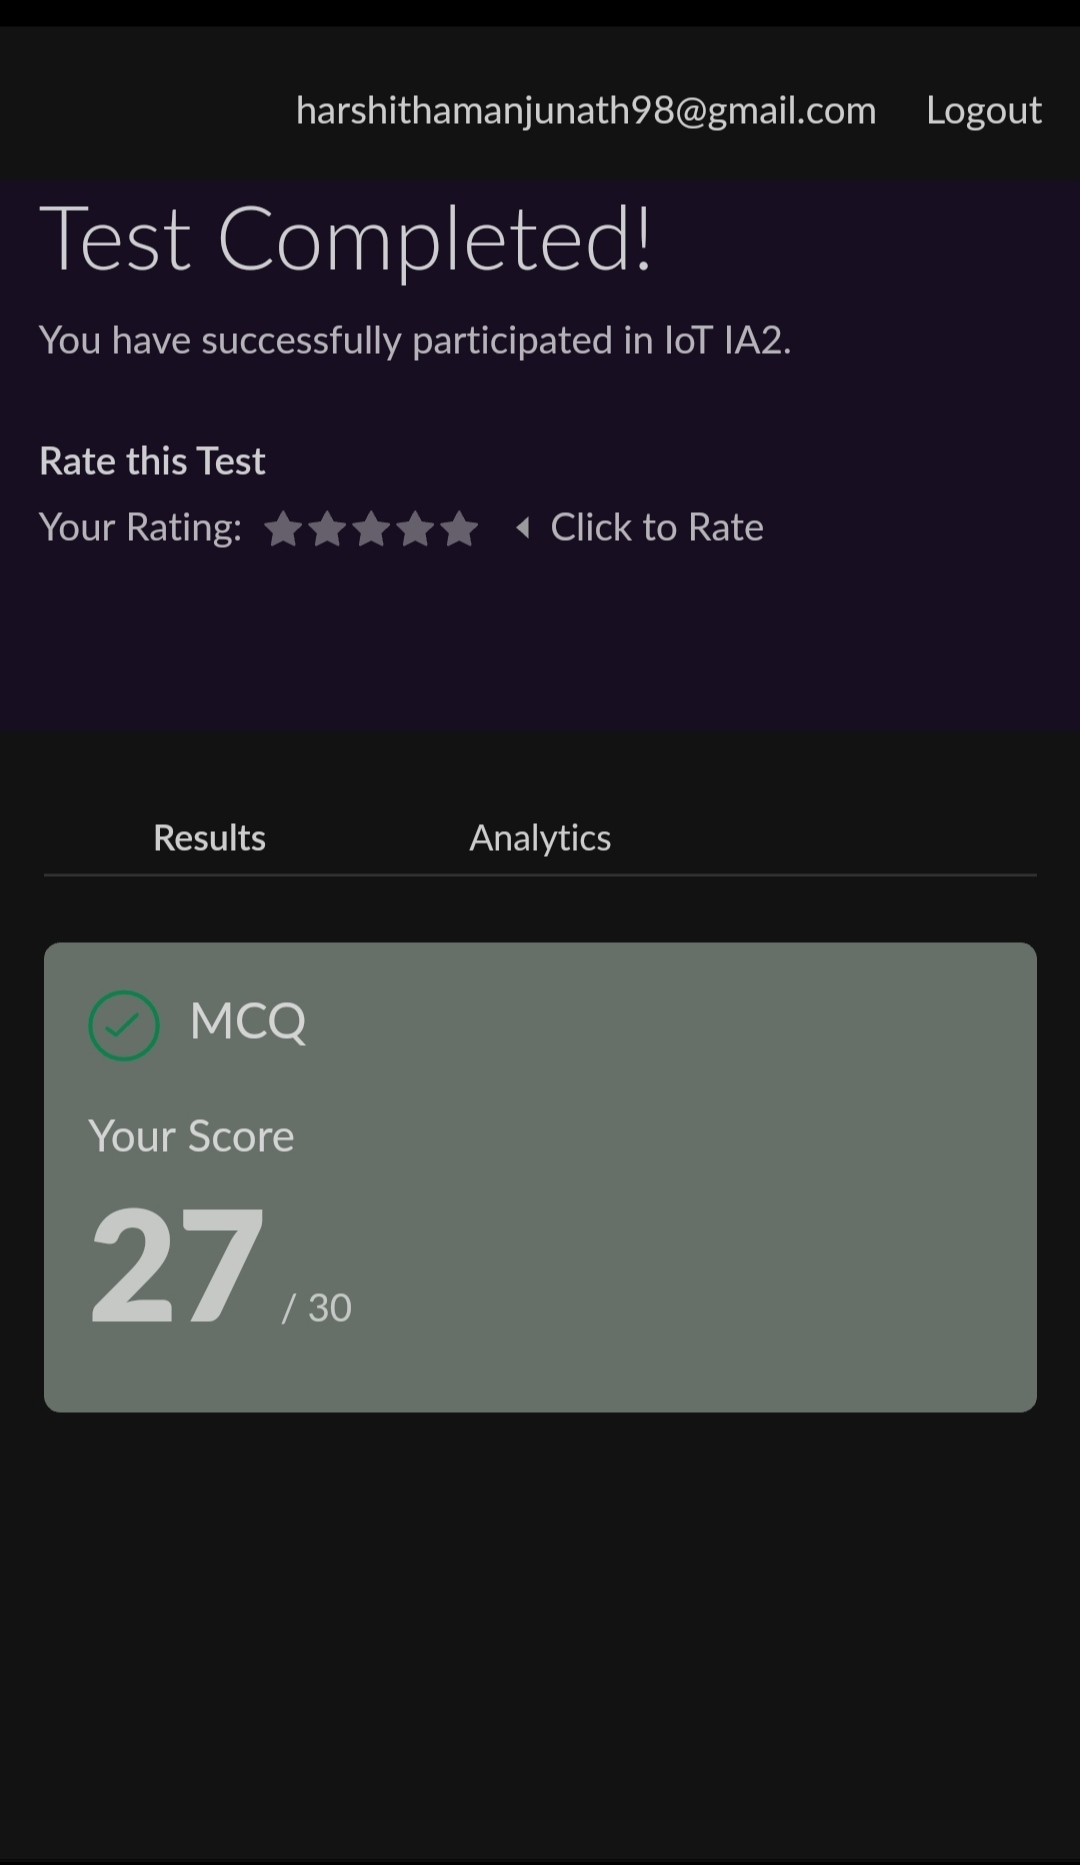 harshithamanjunath98@gmail.com Logout
Test Completed!
You have successfully participated in IoT IA2.
Rate this Test
Your Rating: Click to Rate
Results Analytics
MCQ
Your Score
27 / 30